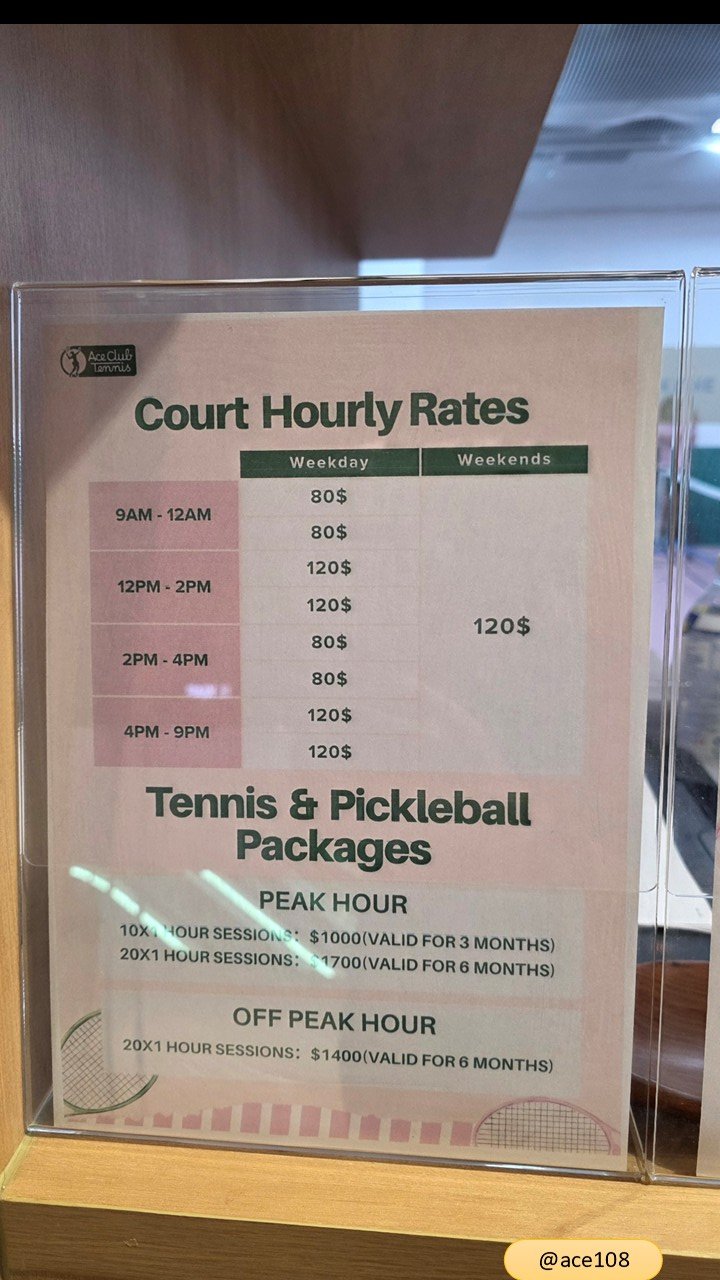 Ace Club
Tennis
Court Hourly Rates
Weekday Weekends
9AM - 12AM
80$
80$
12PM - 2PM
120$
120$
2PM - 4PM
80$
80$
4PM - 9PM
120$
120$
120$
Tennis & Pickleball
Packages
PEAK HOUR
10X1 HOUR SESSIONS: $1000(VALID FOR 3 MONTHS)
20X1 HOUR SESSIONS: $1700(VALID FOR 6 MONTHS)
OFF PEAK HOUR
20X1 HOUR SESSIONS: $1400(VALID FOR 6 MONTHS)
@ace108